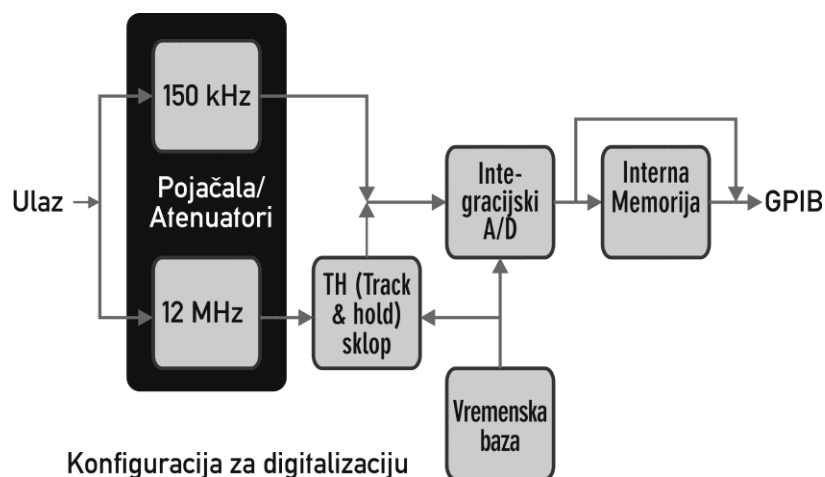 150 kHz
Ulaz
Pojačala/
Atenuatori
12 MHz
TH (Track
& hold)
sklop
Inte-
gracijski
A/D
Interna
Memorija
GPIB
Vremenska
baza
Konfiguracija za digitalizaciju